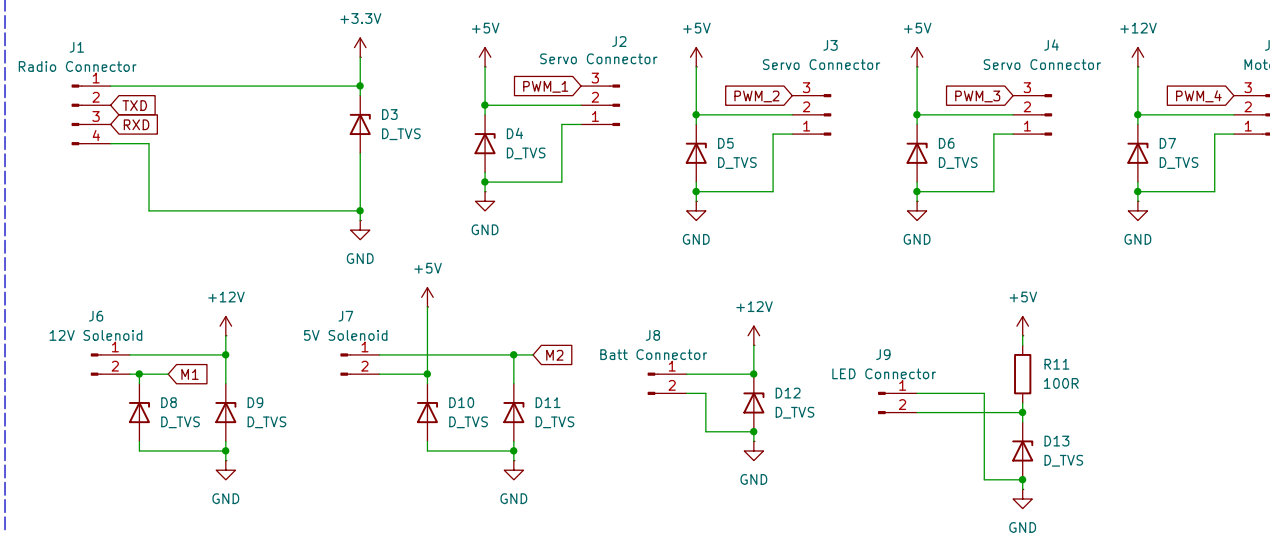 +3.3V
J1
Radio Connector
1
2
TXD
3
RXD
4
D3
D_TVS
GND
+5V
J2
Servo Connector
PWM_1
3
2
1
D4
D_TVS
GND
+5V
J3
Servo Connector
PWM_2
3
2
1
D5
D_TVS
GND
+5V
J4
Servo Connector
PWM_3
3
2
1
D6
D_TVS
GND
+12V
PWM_4
3
2
1
D7
D_TVS
GND
J6
12V Solenoid
1
2
M1
+12V
D8
D_TVS
D9
D_TVS
GND
J7
5V Solenoid
1
2
+5V
M2
D10
D_TVS
D11
D_TVS
GND
J8
Batt Connector
1
2
+12V
D12
D_TVS
GND
J9
LED Connector
1
2
+5V
R11
100R
D13
D_TVS
GND